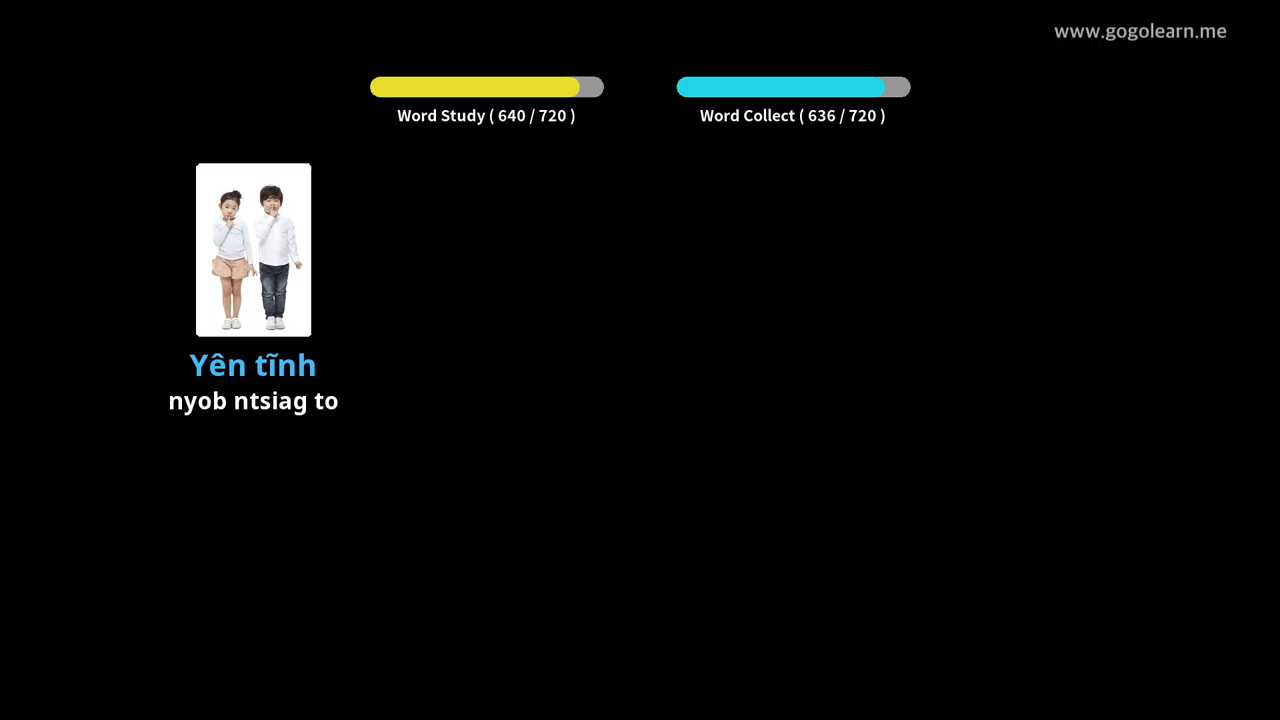 www.gogolearn.me
Word Study ( 640 / 720 )
Word Collect ( 636 / 720 )
Yên tĩnh
nyob ntsiag to